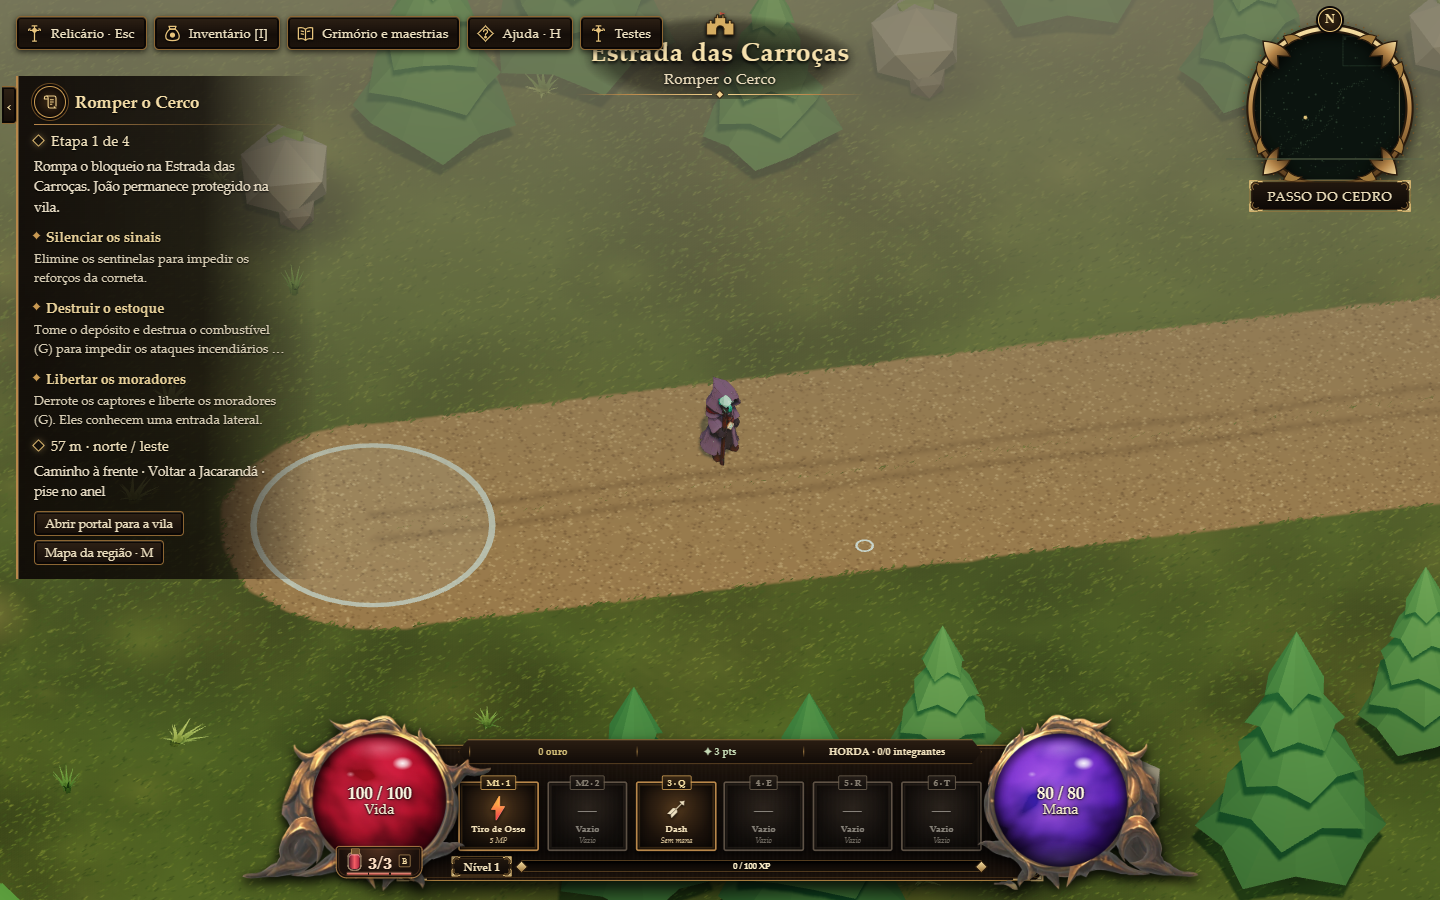 Relicário · Esc
Inventário [I]
Grimório e maestrias
Ajuda · H
Testes
Estrada das Carroças
Romper o Cerco
N
PASSO DO CEDRO
‹
Romper o Cerco
Etapa 1 de 4
Rompa o bloqueio na Estrada das
Carroças. João permanece protegido na
vila.
Silenciar os sinais
Elimine os sentinelas para impedir os
reforços da corneta.
Destruir o estoque
Tome o depósito e destrua o combustível
(G) para impedir os ataques incendiários ...
Libertar os moradores
Derrote os captores e liberte os moradores
(G). Eles conhecem uma entrada lateral.
57 m · norte / leste
Caminho à frente · Voltar a Jacarandá ·
pise no anel
Abrir portal para a vila
Mapa da região · M
0 ouro
3 pts
HORDA · 0/0 integrantes
100 / 100
Vida
3/3
B
M1 · 1
Tiro de Osso
5 MP
M2 · 2
Vazio
Vazio
3 · Q
Dash
Sem mana
4 · E
Vazio
Vazio
5 · R
Vazio
Vazio
6 · T
Vazio
Vazio
80 / 80
Mana
Nível 1
0 / 100 XP